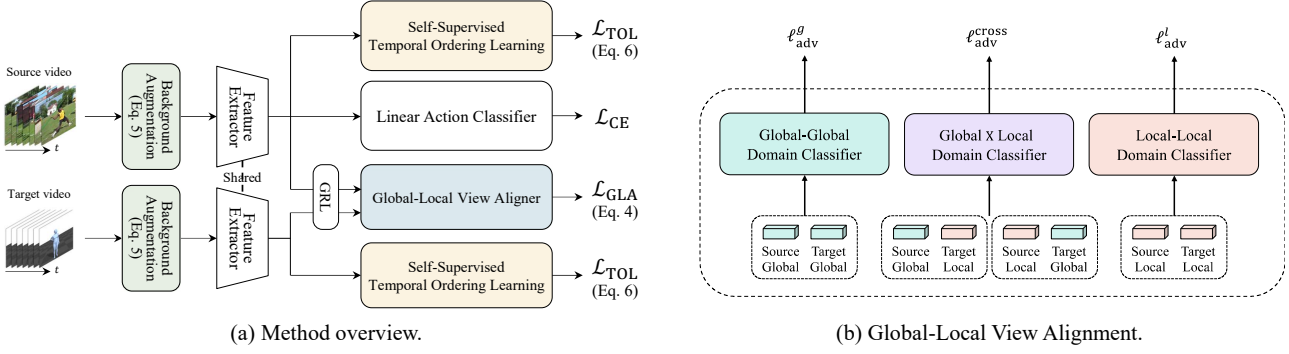 Source video
t
Background
Augmentation
(Eq. 5)
Feature
Extractor
Shared
Target video
t
Background
Augmentation
(Eq. 5)
Feature
Extractor
GRL
Self-Supervised
Temporal Ordering Learning
ℒTOL
(Eq. 6)
Linear Action Classifier
ℒCE
Global-Local View Aligner
ℒGLA
(Eq. 4)
Self-Supervised
Temporal Ordering Learning
ℒTOL
(Eq. 6)
(a) Method overview.
ℓ^g_adv
ℓ^cross_adv
ℓ^l_adv
Global-Global
Domain Classifier
Global X Local
Domain Classifier
Local-Local
Domain Classifier
Source
Global
Target
Global
Source
Global
Target
Local
Source
Local
Target
Global
Source
Local
Target
Local
(b) Global-Local View Alignment.